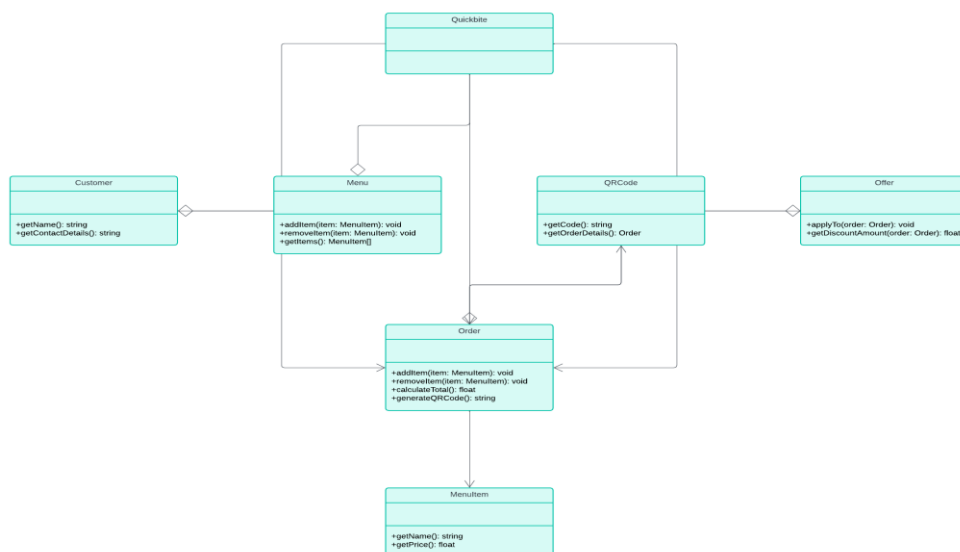 Quickbite
Customer
+getName(): string
+getContactDetails(): string
Menu
+addItem(item: MenuItem): void
+removeItem(item: MenuItem): void
+getItems(): MenuItem[]
QRCode
+getCode(): string
+getOrderDetails(): Order
Offer
+applyTo(order: Order): void
+getDiscountAmount(order: Order): float
Order
+addItem(item: MenuItem): void
+removeItem(item: MenuItem): void
+calculateTotal(): float
+generateQRCode(): string
MenuItem
+getName(): string
+getPrice(): float